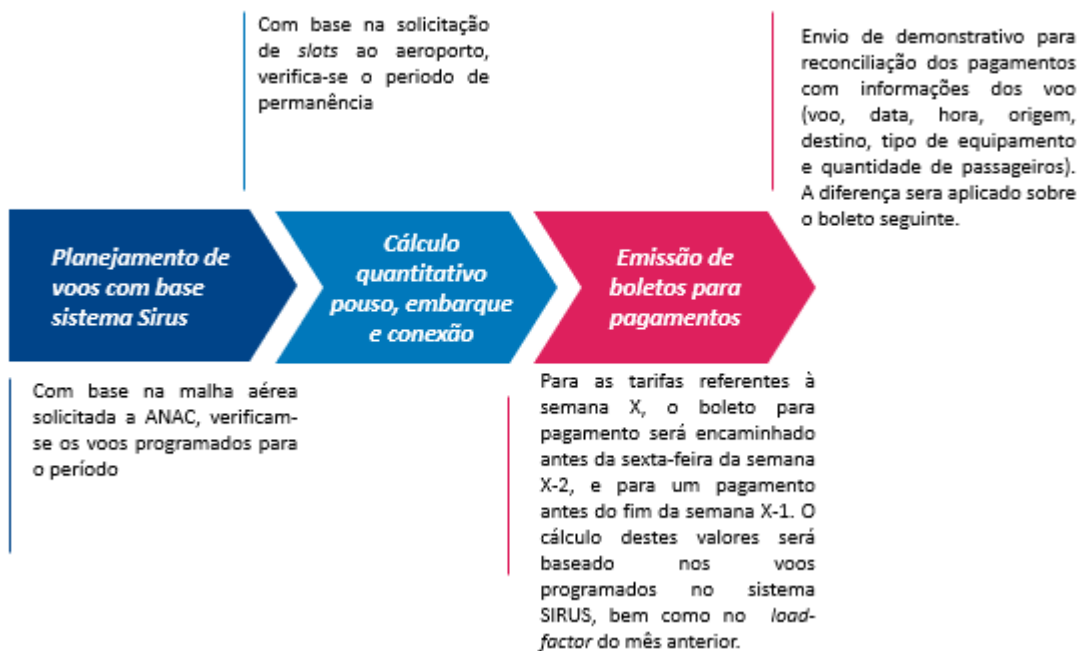 Com base na solicitação
de slots ao aeroporto,
verifica-se o periodo de
permanência
Envio de demonstrativo para
reconciliação dos pagamentos
com informações dos voo
(voo, data, hora, origem,
destino, tipo de equipamento
e quantidade de passageiros).
A diferença sera aplicado sobre
o boleto seguinte.
Planejamento de
voos com base
sistema Sirus
Cálculo
quantitativo
pouso, embarque
e conexão
Emissão de
boletos para
pagamentos
Com base na malha aérea
solicitada a ANAC, verificam-
se os voos programados para
o período
Para as tarifas referentes à
semana X, o boleto para
pagamento será encaminhado
antes da sexta-feira da semana
X-2, e para um pagamento
antes do fim da semana X-1. O
cálculo destes valores será
baseado nos voos
programados no sistema
SIRUS, bem como no load-
factor do mês anterior.